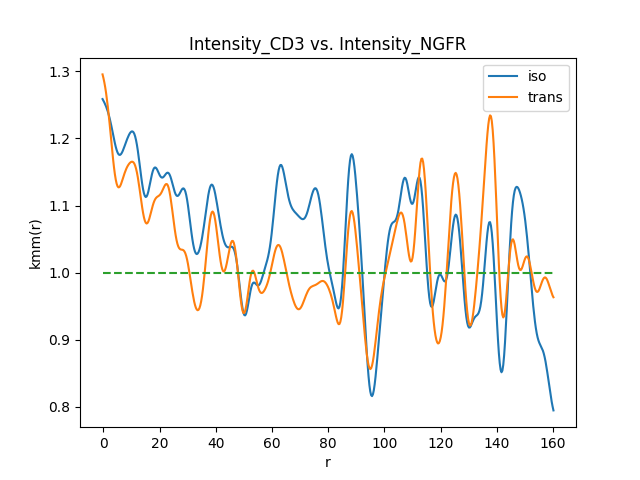 Intensity_CD3 vs. Intensity_NGFR
iso
trans
kmm(r)
1.3
1.2
1.1
1.0
0.9
0.8
0 20 40 60 80 100 120 140 160
r